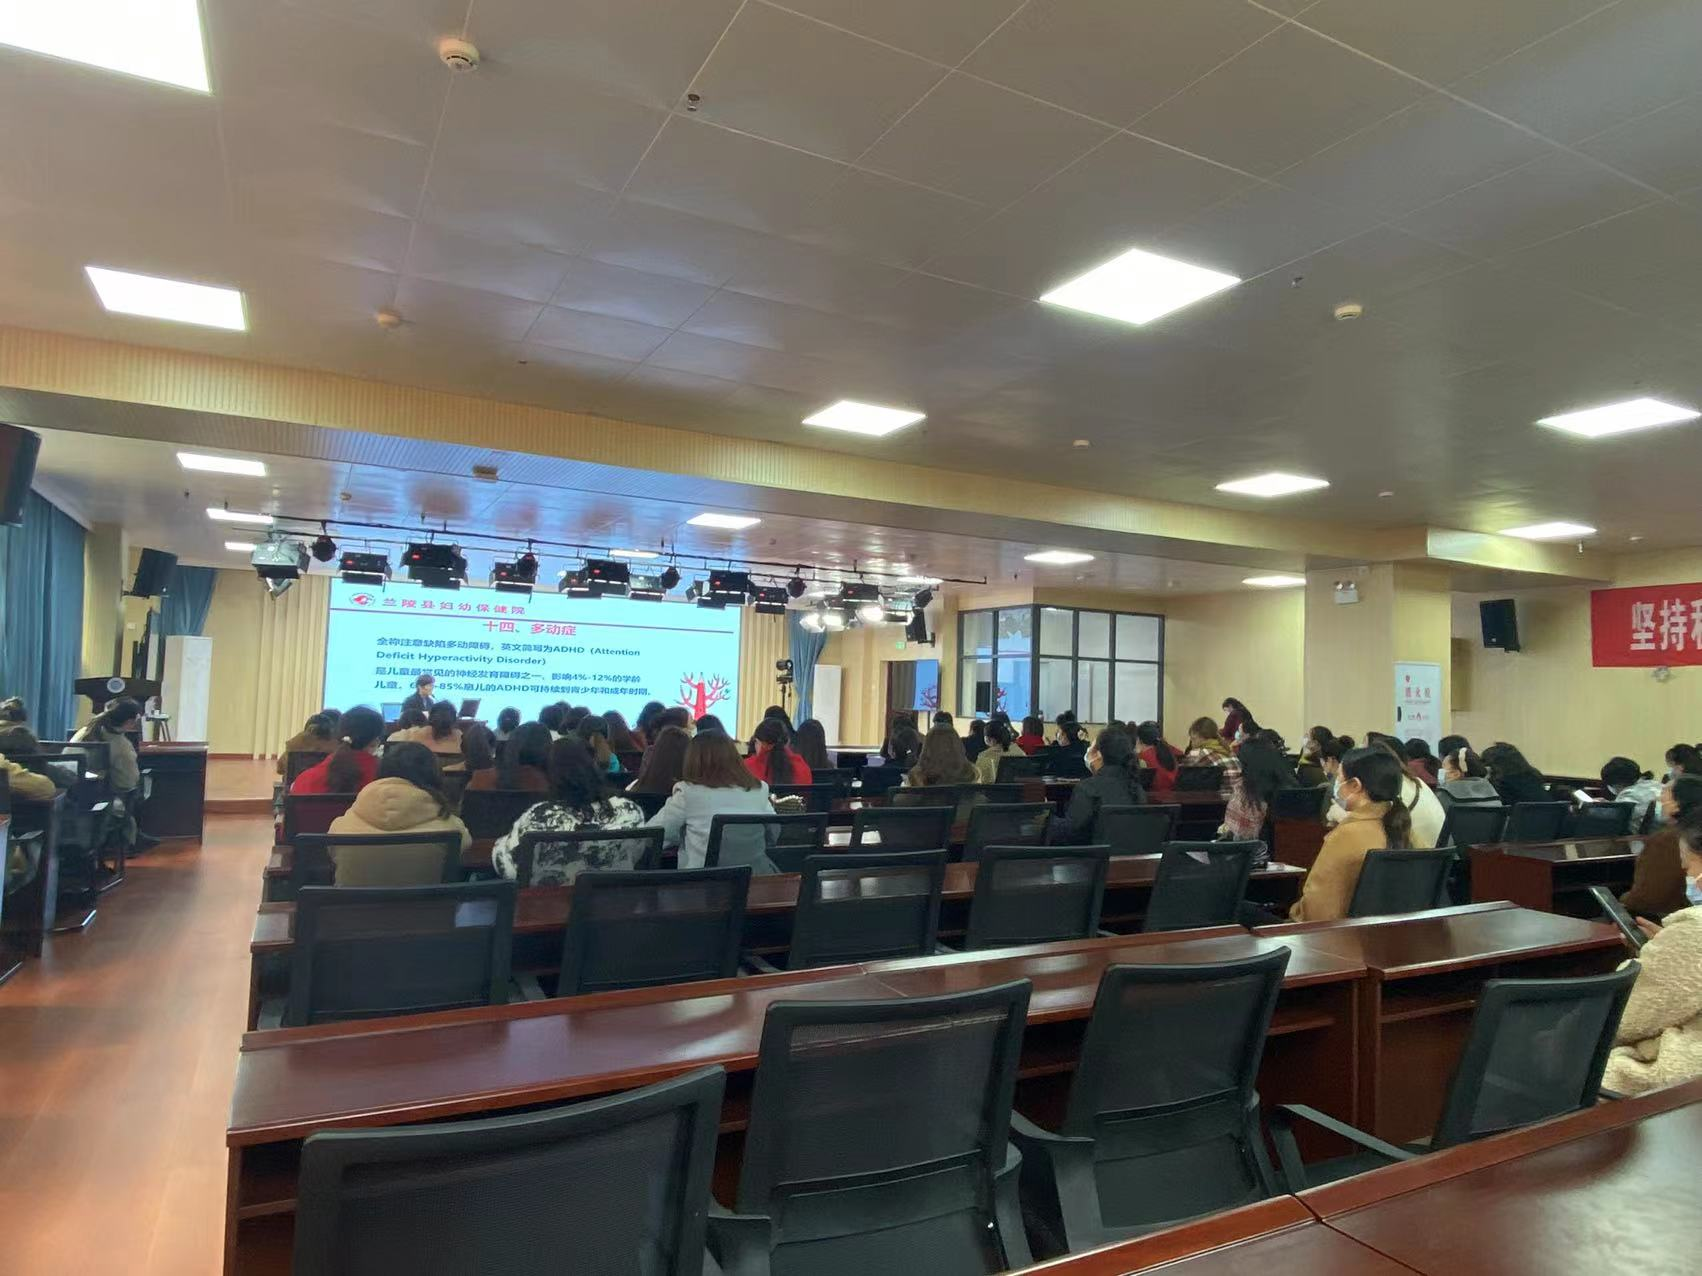 兰陵县妇幼保健院
十四、多动症
全称注意缺陷多动障碍，英文简写为ADHD（Attention
Deficit Hyperactivity Disorder）
是儿童最常见的神经发育障碍之一、影响4%-12%的学龄
儿童。6 -85%患儿的ADHD可持续到青少年和成年时期。
坚持